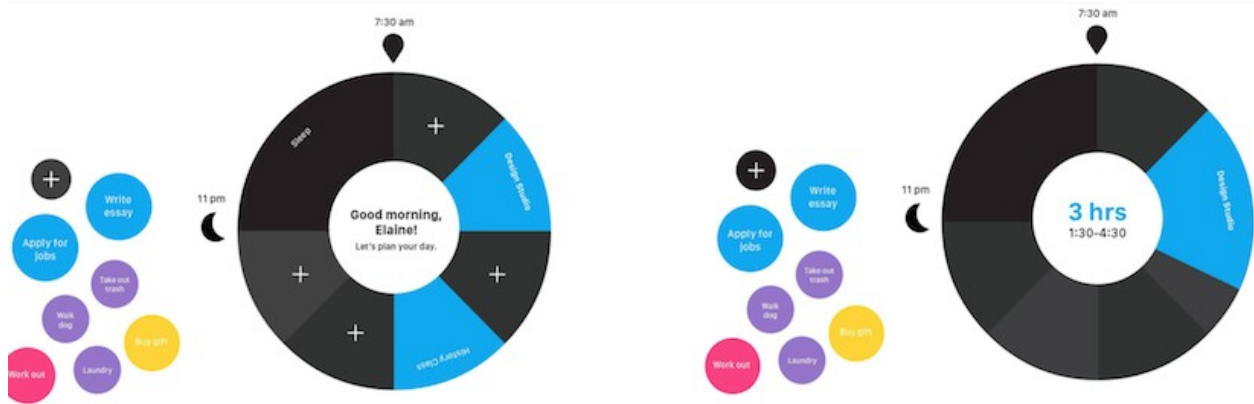 7:30 am
Sleep
+
Design Studio
+
Write
essay
11 pm
Good morning,
Elaine!
Let's plan your day.
Apply for
jobs
+
+
Take out
trash
Walk
dog
+
History Class
Buy gift
Laundry
Work out
7:30 am
+
Write
essay
11 pm
Design Studio
3 hrs
1:30-4:30
Apply for
jobs
Take out
trash
Walk
dog
Buy gift
Laundry
Work out